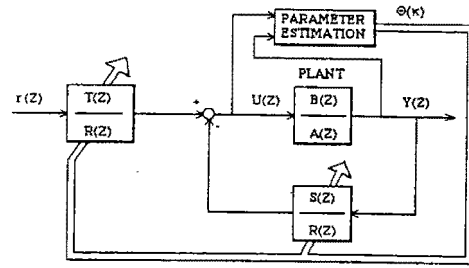 PARAMETER
ESTIMATION
Θ(κ)
PLANT
r(Z)
T(Z)
R(Z)
+
-
U(Z)
B(Z)
A(Z)
Y(Z)
S(Z)
R(Z)